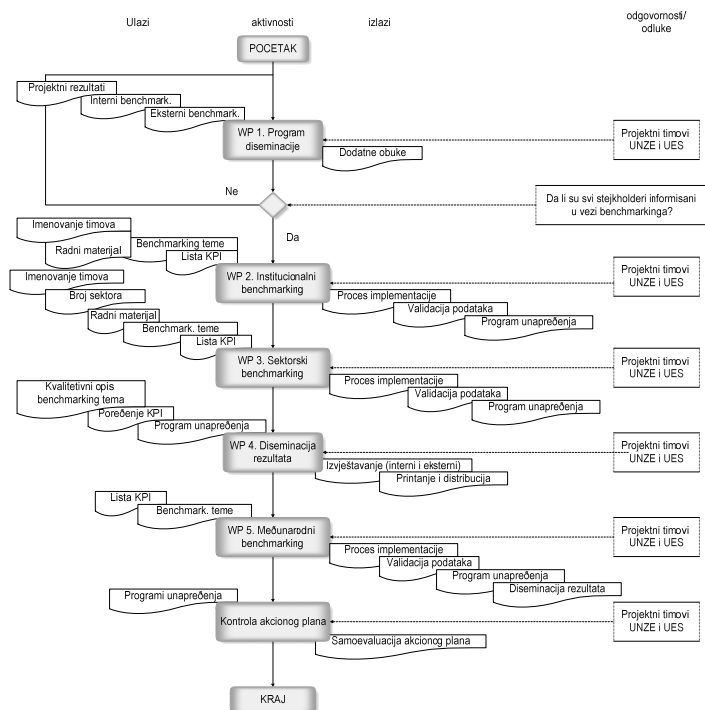 Ulazi
aktivnosti
izlazi
odgovornosti/
odluke
POCETAK
Projektni rezultati
Interni benchmark.
Eksterni benchmark.
WP 1. Program
diseminacije
Dodatne obuke
Projektni timovi
UNZE i UES
Ne
Da li su svi stejkholderi informisani
u vezi benchmarkinga?
Da
Imenovanje timova
Radni materijal
Benchmarking teme
Lista KPI
WP 2. Institucionalni
benchmarking
Proces implementacije
Validacija podataka
Program unapređenja
Projektni timovi
UNZE i UES
Imenovanje timova
Broj sektora
Radni materijal
Benchmark. teme
Lista KPI
WP 3. Sektorski
benchmarking
Proces implementacije
Validacija podataka
Program unapređenja
Projektni timovi
UNZE i UES
Kvalitetivni opis
benchmarking tema
Poređenje KPI
Program unapređenja
WP 4. Diseminacija
rezultata
Izvještavanje (interni i eksterni)
Printanje i distribucija
Projektni timovi
UNZE i UES
Lista KPI
Benchmark. teme
WP 5. Međunarodni
benchmarking
Proces implementacije
Validacija podataka
Program unapređenja
Diseminacija rezultata
Projektni timovi
UNZE i UES
Programi unapređenja
Kontrola akcionog plana
Samoevaluacija akcionog plana
Projektni timovi
UNZE i UES
KRAJ